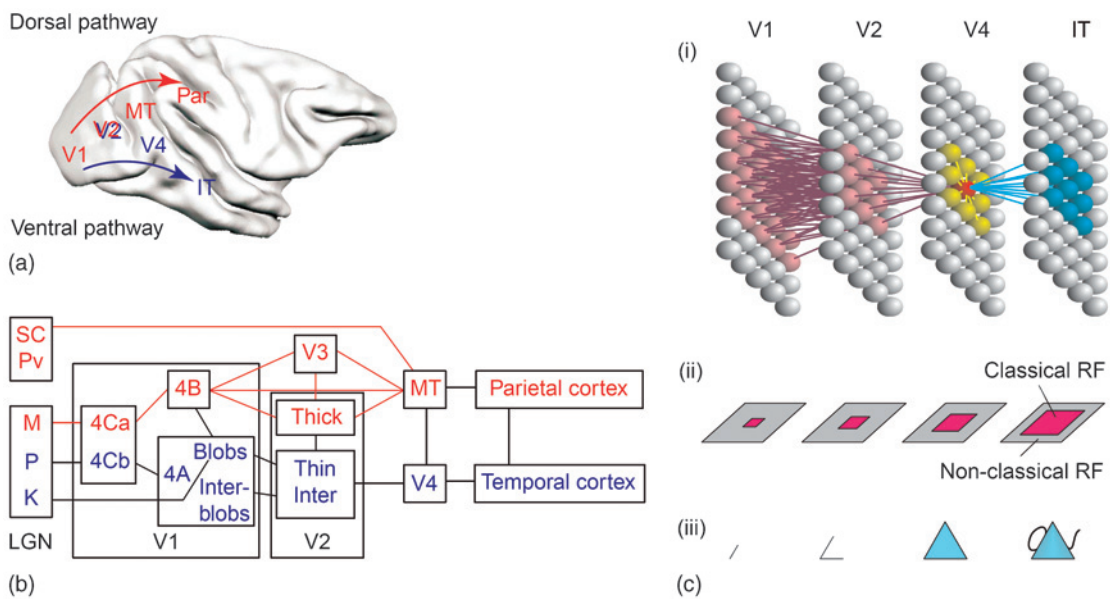 Dorsal pathway
Par
MT
V2
V4
V1
IT
Ventral pathway
(a)
SC
Pv
V3
4B
MT
Parietal cortex
M
4Ca
Thick
P
4Cb
4A
Blobs
Thin
V4
Temporal cortex
K
Inter-
blobs
Inter
LGN
V1
V2
(b)
V1 V2 V4 IT
(i)
(ii)
Classical RF
Non-classical RF
(iii)
(c)